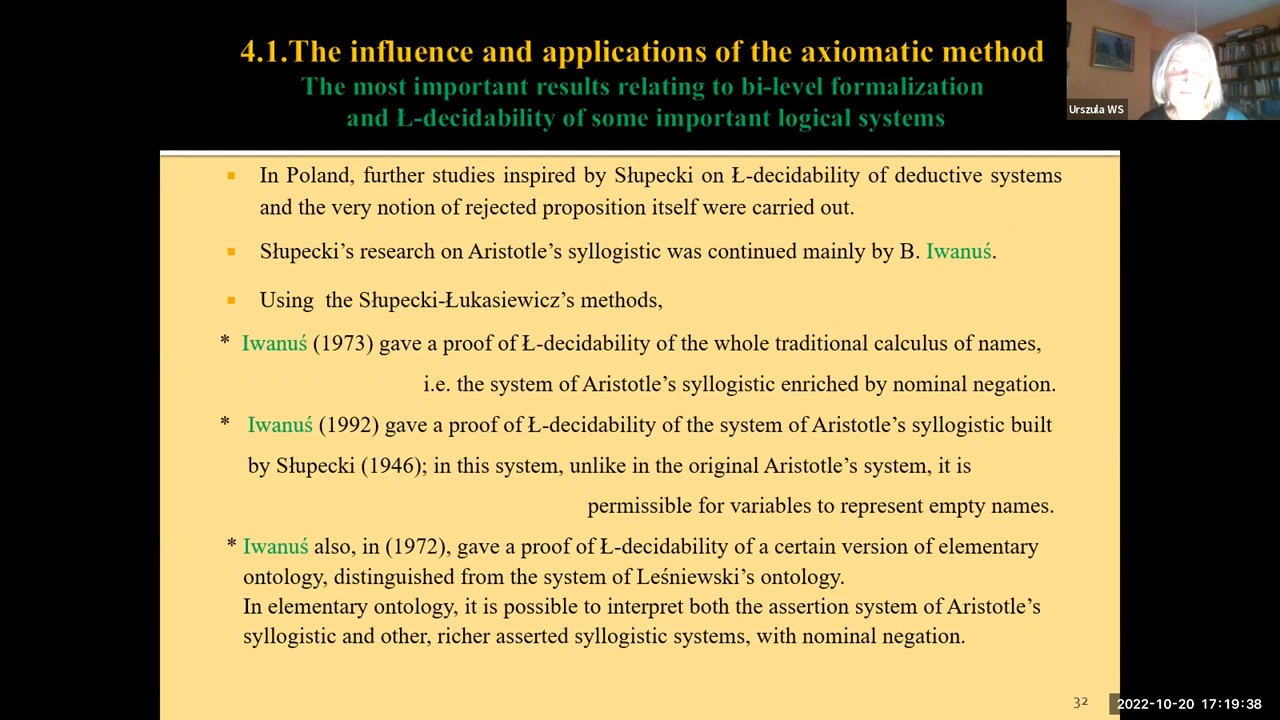 4.1.The influence and applications of the axiomatic method
The most important results relating to bi-level formalization
and Ł-decidability of some important logical systems
Urszula WS
▪ In Poland, further studies inspired by Słupecki on Ł-decidability of deductive systems
and the very notion of rejected proposition itself were carried out.
▪ Słupecki’s research on Aristotle’s syllogistic was continued mainly by B. Iwanuś.
▪ Using the Słupecki-Łukasiewicz’s methods,
* Iwanuś (1973) gave a proof of Ł-decidability of the whole traditional calculus of names,
i.e. the system of Aristotle’s syllogistic enriched by nominal negation.
* Iwanuś (1992) gave a proof of Ł-decidability of the system of Aristotle’s syllogistic built
by Słupecki (1946); in this system, unlike in the original Aristotle’s system, it is
permissible for variables to represent empty names.
* Iwanuś also, in (1972), gave a proof of Ł-decidability of a certain version of elementary
ontology, distinguished from the system of Leśniewski’s ontology.
In elementary ontology, it is possible to interpret both the assertion system of Aristotle’s
syllogistic and other, richer asserted syllogistic systems, with nominal negation.
32
2022-10-20 17:19:38